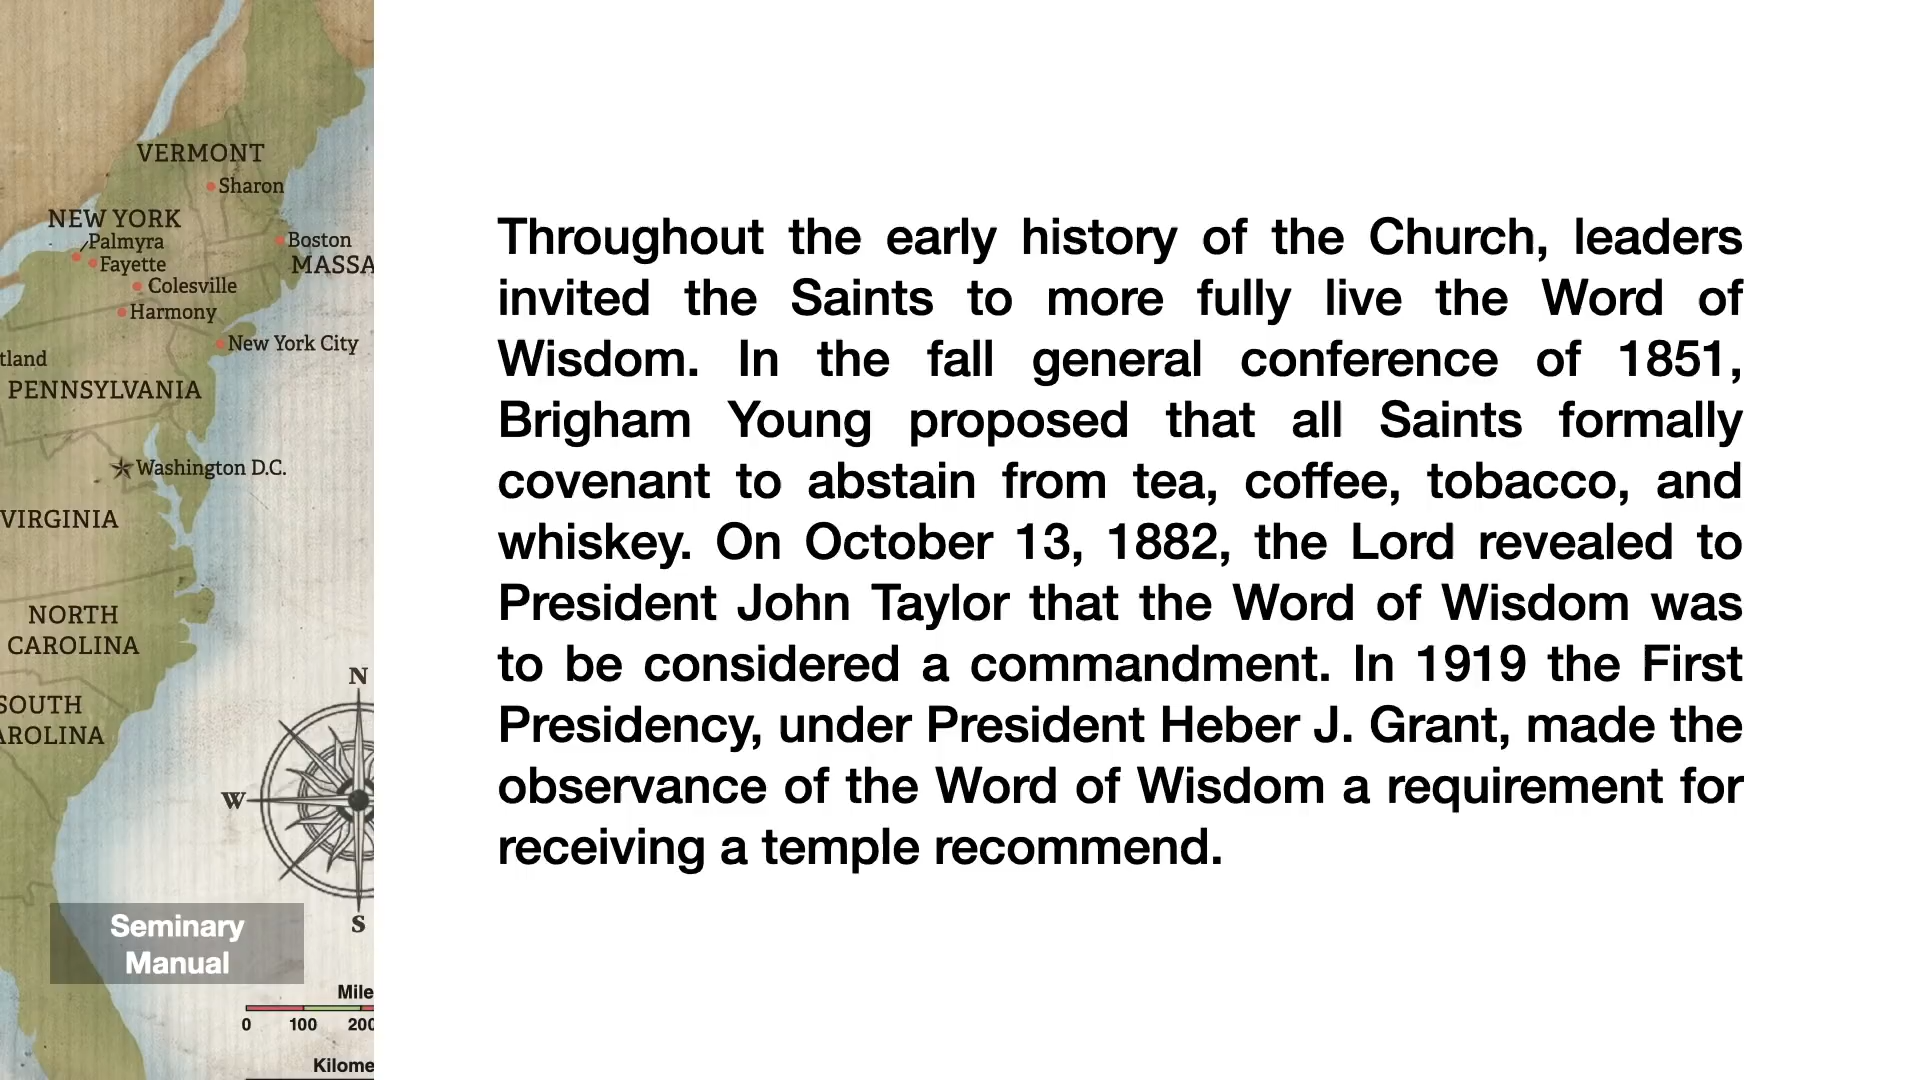 VERMONT
Sharon
NEW YORK
Palmyra
Fayette
Boston
MASSA
Colesville
Harmony
New York City
tland
PENNSYLVANIA
Washington D.C.
VIRGINIA
NORTH
CAROLINA
SOUTH
AROLINA
N
W
S
Seminary
Manual
Mile
0 100 200
Kilome
Throughout the early history of the Church, leaders
invited the Saints to more fully live the Word of
Wisdom. In the fall general conference of 1851,
Brigham Young proposed that all Saints formally
covenant to abstain from tea, coffee, tobacco, and
whiskey. On October 13, 1882, the Lord revealed to
President John Taylor that the Word of Wisdom was
to be considered a commandment. In 1919 the First
Presidency, under President Heber J. Grant, made the
observance of the Word of Wisdom a requirement for
receiving a temple recommend.